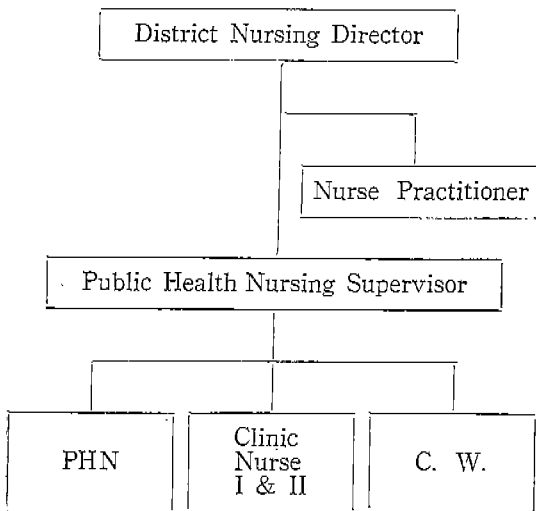 District Nursing Director
Nurse Practitioner
Public Health Nursing Supervisor
PHN
Clinic
Nurse
I & II
C. W.